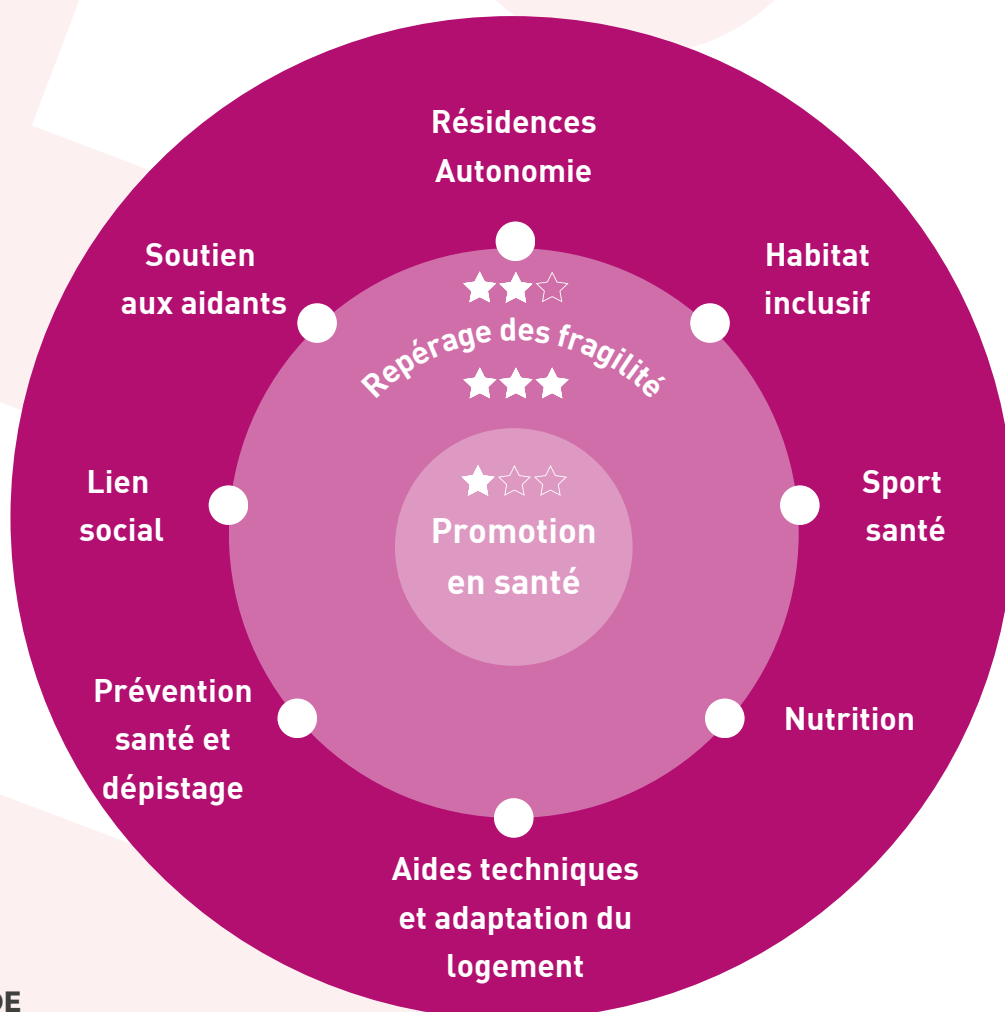 Résidences
Autonomie
Soutien
aux aidants
Habitat
inclusif
Repérage des fragilité
Lien
social
Promotion
en santé
Sport
santé
Prévention
santé et
dépistage
Nutrition
Aides techniques
et adaptation du
logement
DE